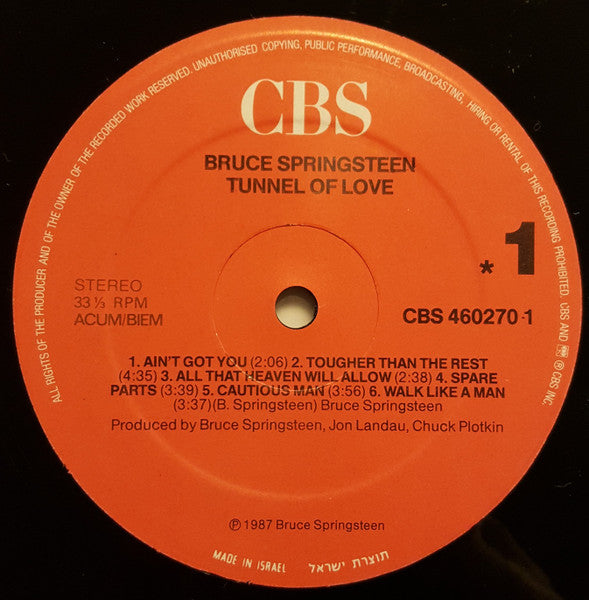 ALL RIGHTS OF THE PRODUCER AND OF THE OWNER OF THE RECORDED WORK RESERVED. UNAUTHORISED COPYING, PUBLIC PERFORMANCE, BROADCASTING, HIRING OR RENTAL OF THIS RECORDING PROHIBITED. CBS AND ℗ CBS INC.
CBS
BRUCE SPRINGSTEEN
TUNNEL OF LOVE
* 1
STEREO
33⅓ RPM
ACUM/BIEM
CBS 460270 1
1. AIN'T GOT YOU (2:06) 2. TOUGHER THAN THE REST
(4:35) 3. ALL THAT HEAVEN WILL ALLOW (2:38) 4. SPARE
PARTS (3:39) 5. CAUTIOUS MAN (3:56) 6. WALK LIKE A MAN
(3:37) (B. Springsteen) Bruce Springsteen
Produced by Bruce Springsteen, Jon Landau, Chuck Plotkin
℗ 1987 Bruce Springsteen
MADE IN ISRAEL תוצרת ישראל